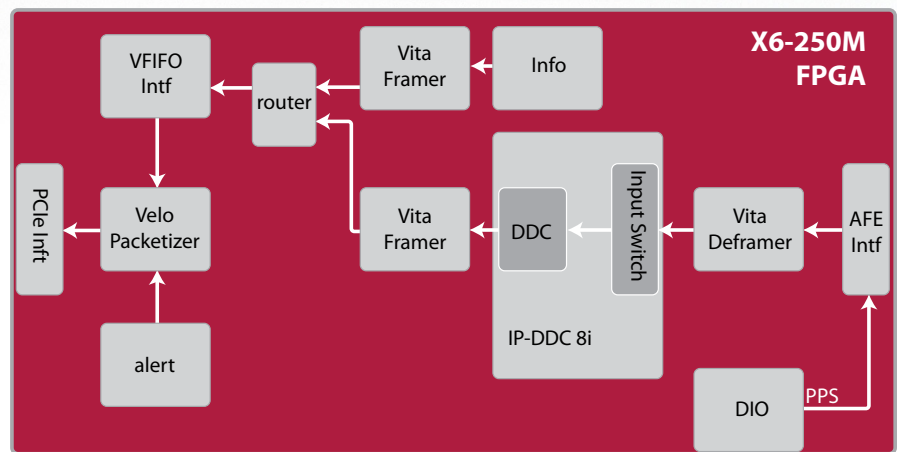 X6-250M
FPGA
VFIFO
Intf
router
Vita
Framer
Info
PCIe Inft
Velo
Packetizer
Vita
Framer
DDC
Input Switch
IP-DDC 8i
Vita
Deframer
AFE
Intf
alert
DIO
PPS